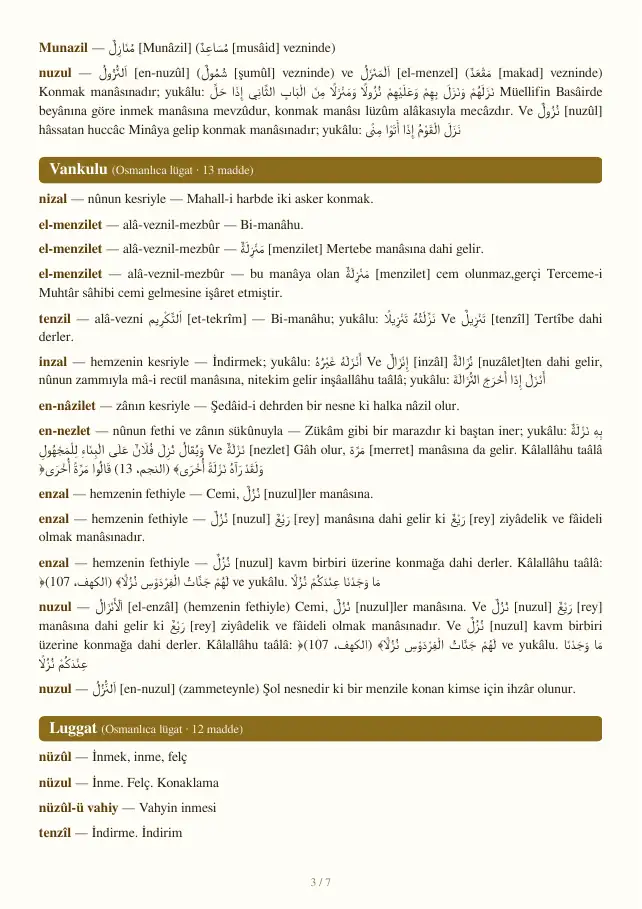 Munazil — مُنَازِلٌ [Munâzil] (مُسَاعِدٌ [musâid] vezninde)
nuzul — اَلنُّزُولُ [en-nuzûl] (شُمُولٌ [şumûl] vezninde) ve اَلْمَنْزَلُ [el-menzel] (مَقْعَدٌ [makad] vezninde)
Konmak manâsınadır; yukâlu: نَزَلَهُمْ وَنَزَلَ بِهِمْ وَعَلَيْهِمْ نُزُولًا وَمَنْزَلًا مِنَ الْبَابِ الثَّانِي إِذَا حَلَّ Müellifin Basâirde
beyânına göre inmek manâsına mevzûdur, konmak manâsı lüzûm alâkasıyla mecâzdır. Ve نُزُولٌ [nuzûl]
hâssatan huccâc Minâya gelip konmak manâsınadır; yukâlu: نَزَلَ الْقَوْمُ إِذَا أَتَوْا مِنًى
Vankulu (Osmanlıca lügat · 13 madde)
nizal — nûnun kesriyle — Mahall-i harbde iki asker konmak.
el-menzilet — alâ-veznil-mezbûr — Bi-manâhu.
el-menzilet — alâ-veznil-mezbûr — مَنْزِلَةٌ [menzilet] Mertebe manâsına dahi gelir.
el-menzilet — alâ-veznil-mezbûr — bu manâya olan مَنْزِلَةٌ [menzilet] cem olunmaz,gerçi Terceme-i
Muhtâr sâhibi cemi gelmesine işâret etmiştir.
tenzil — alâ-vezni اَلتَّكْرِيم [et-tekrîm] — Bi-manâhu; yukâlu: نَزَّلْتُهُ تَنْزِيلًا Ve تَنْزِيلٌ [tenzîl] Tertîbe dahi
derler.
inzal — hemzenin kesriyle — İndirmek; yukâlu: أَنْزَلَهُ غَيْرُهُ Ve إِنْزَالٌ [inzâl] نُزَالَةٌ [nuzâlet]ten dahi gelir,
nûnun zammıyla mâ-i recül manâsına, nitekim gelir inşâallâhu taâlâ; yukâlu: أَنْزَلَ إِذَا أَخْرَجَ النُّزَالَةَ
en-nâzilet — zânın kesriyle — Şedâid-i dehrden bir nesne ki halka nâzil olur.
en-nezlet — nûnun fethi ve zânın sükûnuyla — Zükâm gibi bir marazdır ki baştan iner; yukâlu: بِهِ نَزْلَةٌ
وَيُقَالُ نُزِلَ فُلَانٌ عَلَى الْبِنَاءِ لِلْمَجْهُولِ Ve نَزْلَةٌ [nezlet] Gâh olur, مَرَّة [merret] manâsına da gelir. Kâlallâhu taâlâ
﴿وَلَقَدْ رَآهُ نَزْلَةً أُخْرَى﴾ (النجم، 13) قَالُوا مَرَّةً أُخْرَى
enzal — hemzenin fethiyle — Cemi, نُزُلٌ [nuzul]ler manâsına.
enzal — hemzenin fethiyle — نُزُلٌ [nuzul] رَيْعٌ [rey] manâsına dahi gelir ki رَيْعٌ [rey] ziyâdelik ve fâideli
olmak manâsınadır.
enzal — hemzenin fethiyle — نُزُلٌ [nuzul] kavm birbiri üzerine konmağa dahi derler. Kâlallâhu taâlâ:
﴿لَهُمْ جَنَّاتُ الْفِرْدَوْسِ نُزُلًا﴾ (الكهف، 107) ve yukâlu. مَا وَجَدْنَا عِنْدَكُمْ نُزُلًا
nuzul — اَلْأَنْزَالُ [el-enzâl] (hemzenin fethiyle) Cemi, نُزُلٌ [nuzul]ler manâsına. Ve نُزُلٌ [nuzul] رَيْعٌ [rey]
manâsına dahi gelir ki رَيْعٌ [rey] ziyâdelik ve fâideli olmak manâsınadır. Ve نُزُلٌ [nuzul] kavm birbiri
üzerine konmağa dahi derler. Kâlallâhu taâlâ: ﴿لَهُمْ جَنَّاتُ الْفِرْدَوْسِ نُزُلًا﴾ (الكهف، 107) ve yukâlu. مَا وَجَدْنَا
عِنْدَكُمْ نُزُلًا
nuzul — اَلنُّزُلُ [en-nuzul] (zammeteynle) Şol nesnedir ki bir menzile konan kimse için ihzâr olunur.
Luggat (Osmanlıca lügat · 12 madde)
nüzûl — İnmek, inme, felç
nüzul — İnme. Felç. Konaklama
nüzûl-ü vahiy — Vahyin inmesi
tenzîl — İndirme. İndirim
3 / 7